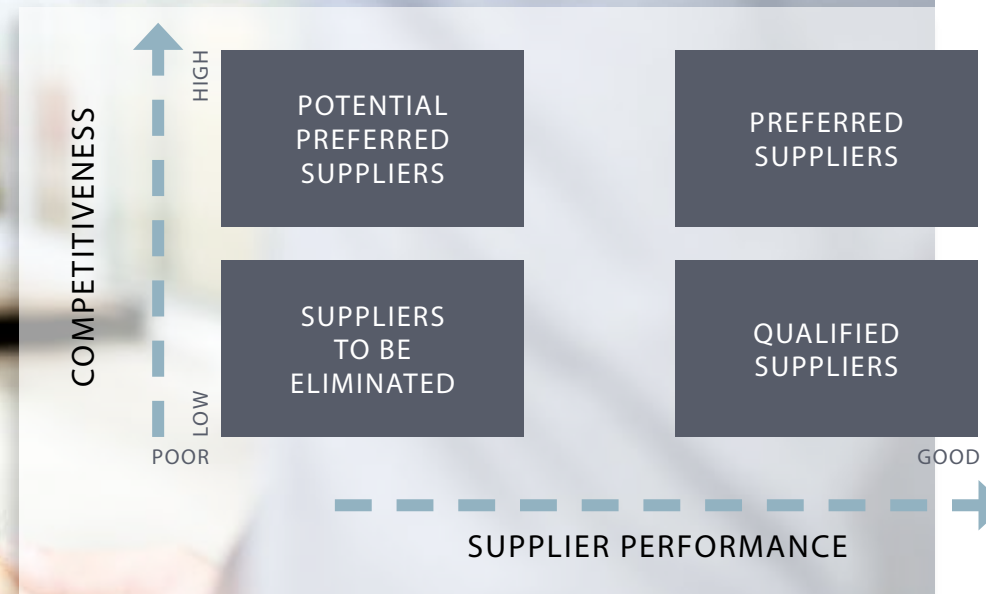 COMPETITIVENESS
HIGH
LOW
POTENTIAL
PREFERRED
SUPPLIERS
PREFERRED
SUPPLIERS
SUPPLIERS
TO BE
ELIMINATED
QUALIFIED
SUPPLIERS
POOR
GOOD
SUPPLIER PERFORMANCE